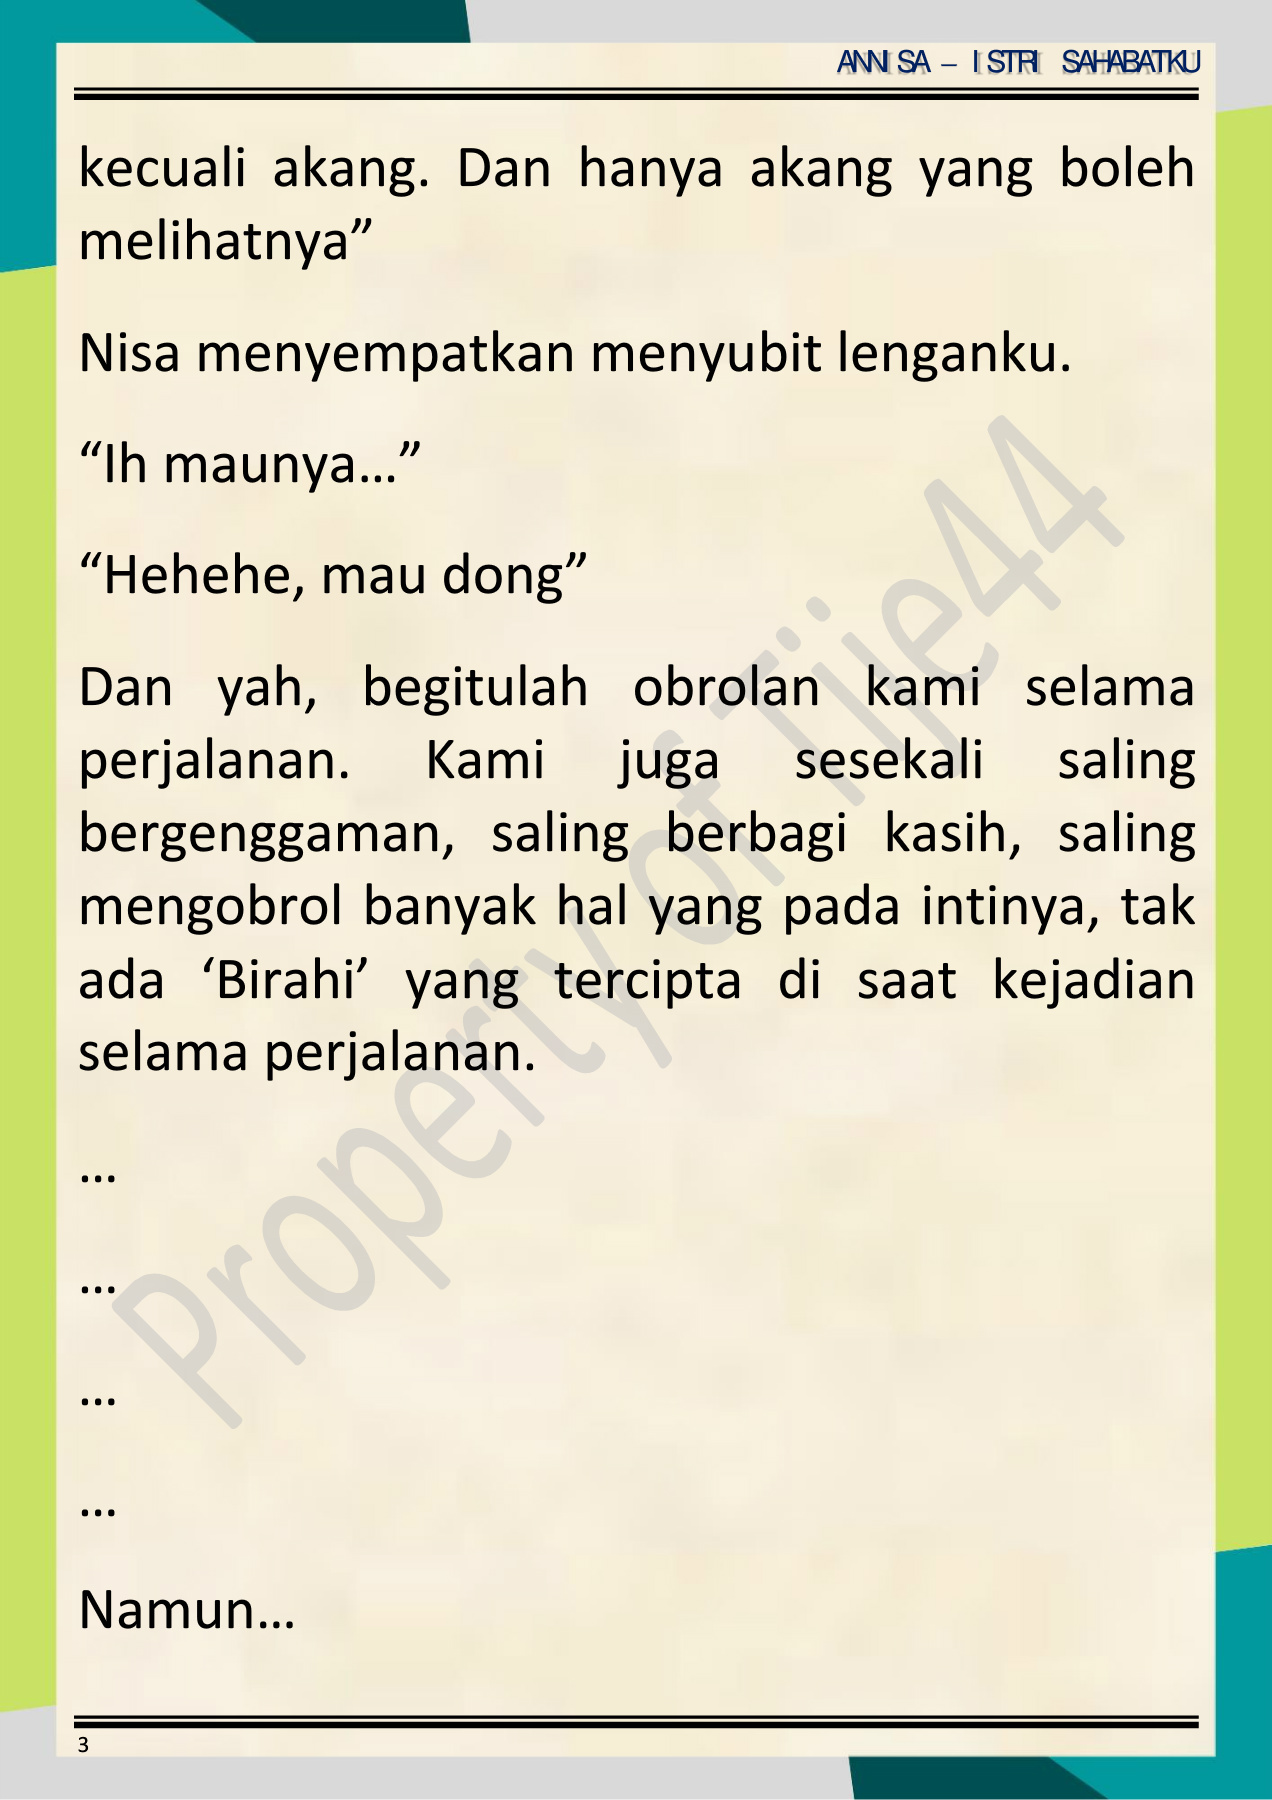 ANNISA – ISTRI SAHABATKU
kecuali akang. Dan hanya akang yang boleh
melihatnya”
Nisa menyempatkan menyubit lenganku.
“Ih maunya…”
“Hehehe, mau dong”
Dan yah, begitulah obrolan kami selama
perjalanan. Kami juga sesekali saling
bergenggaman, saling berbagi kasih, saling
mengobrol banyak hal yang pada intinya, tak
ada ‘Birahi’ yang tercipta di saat kejadian
selama perjalanan.
…
…
…
…
Namun…
3
Property of Tije44